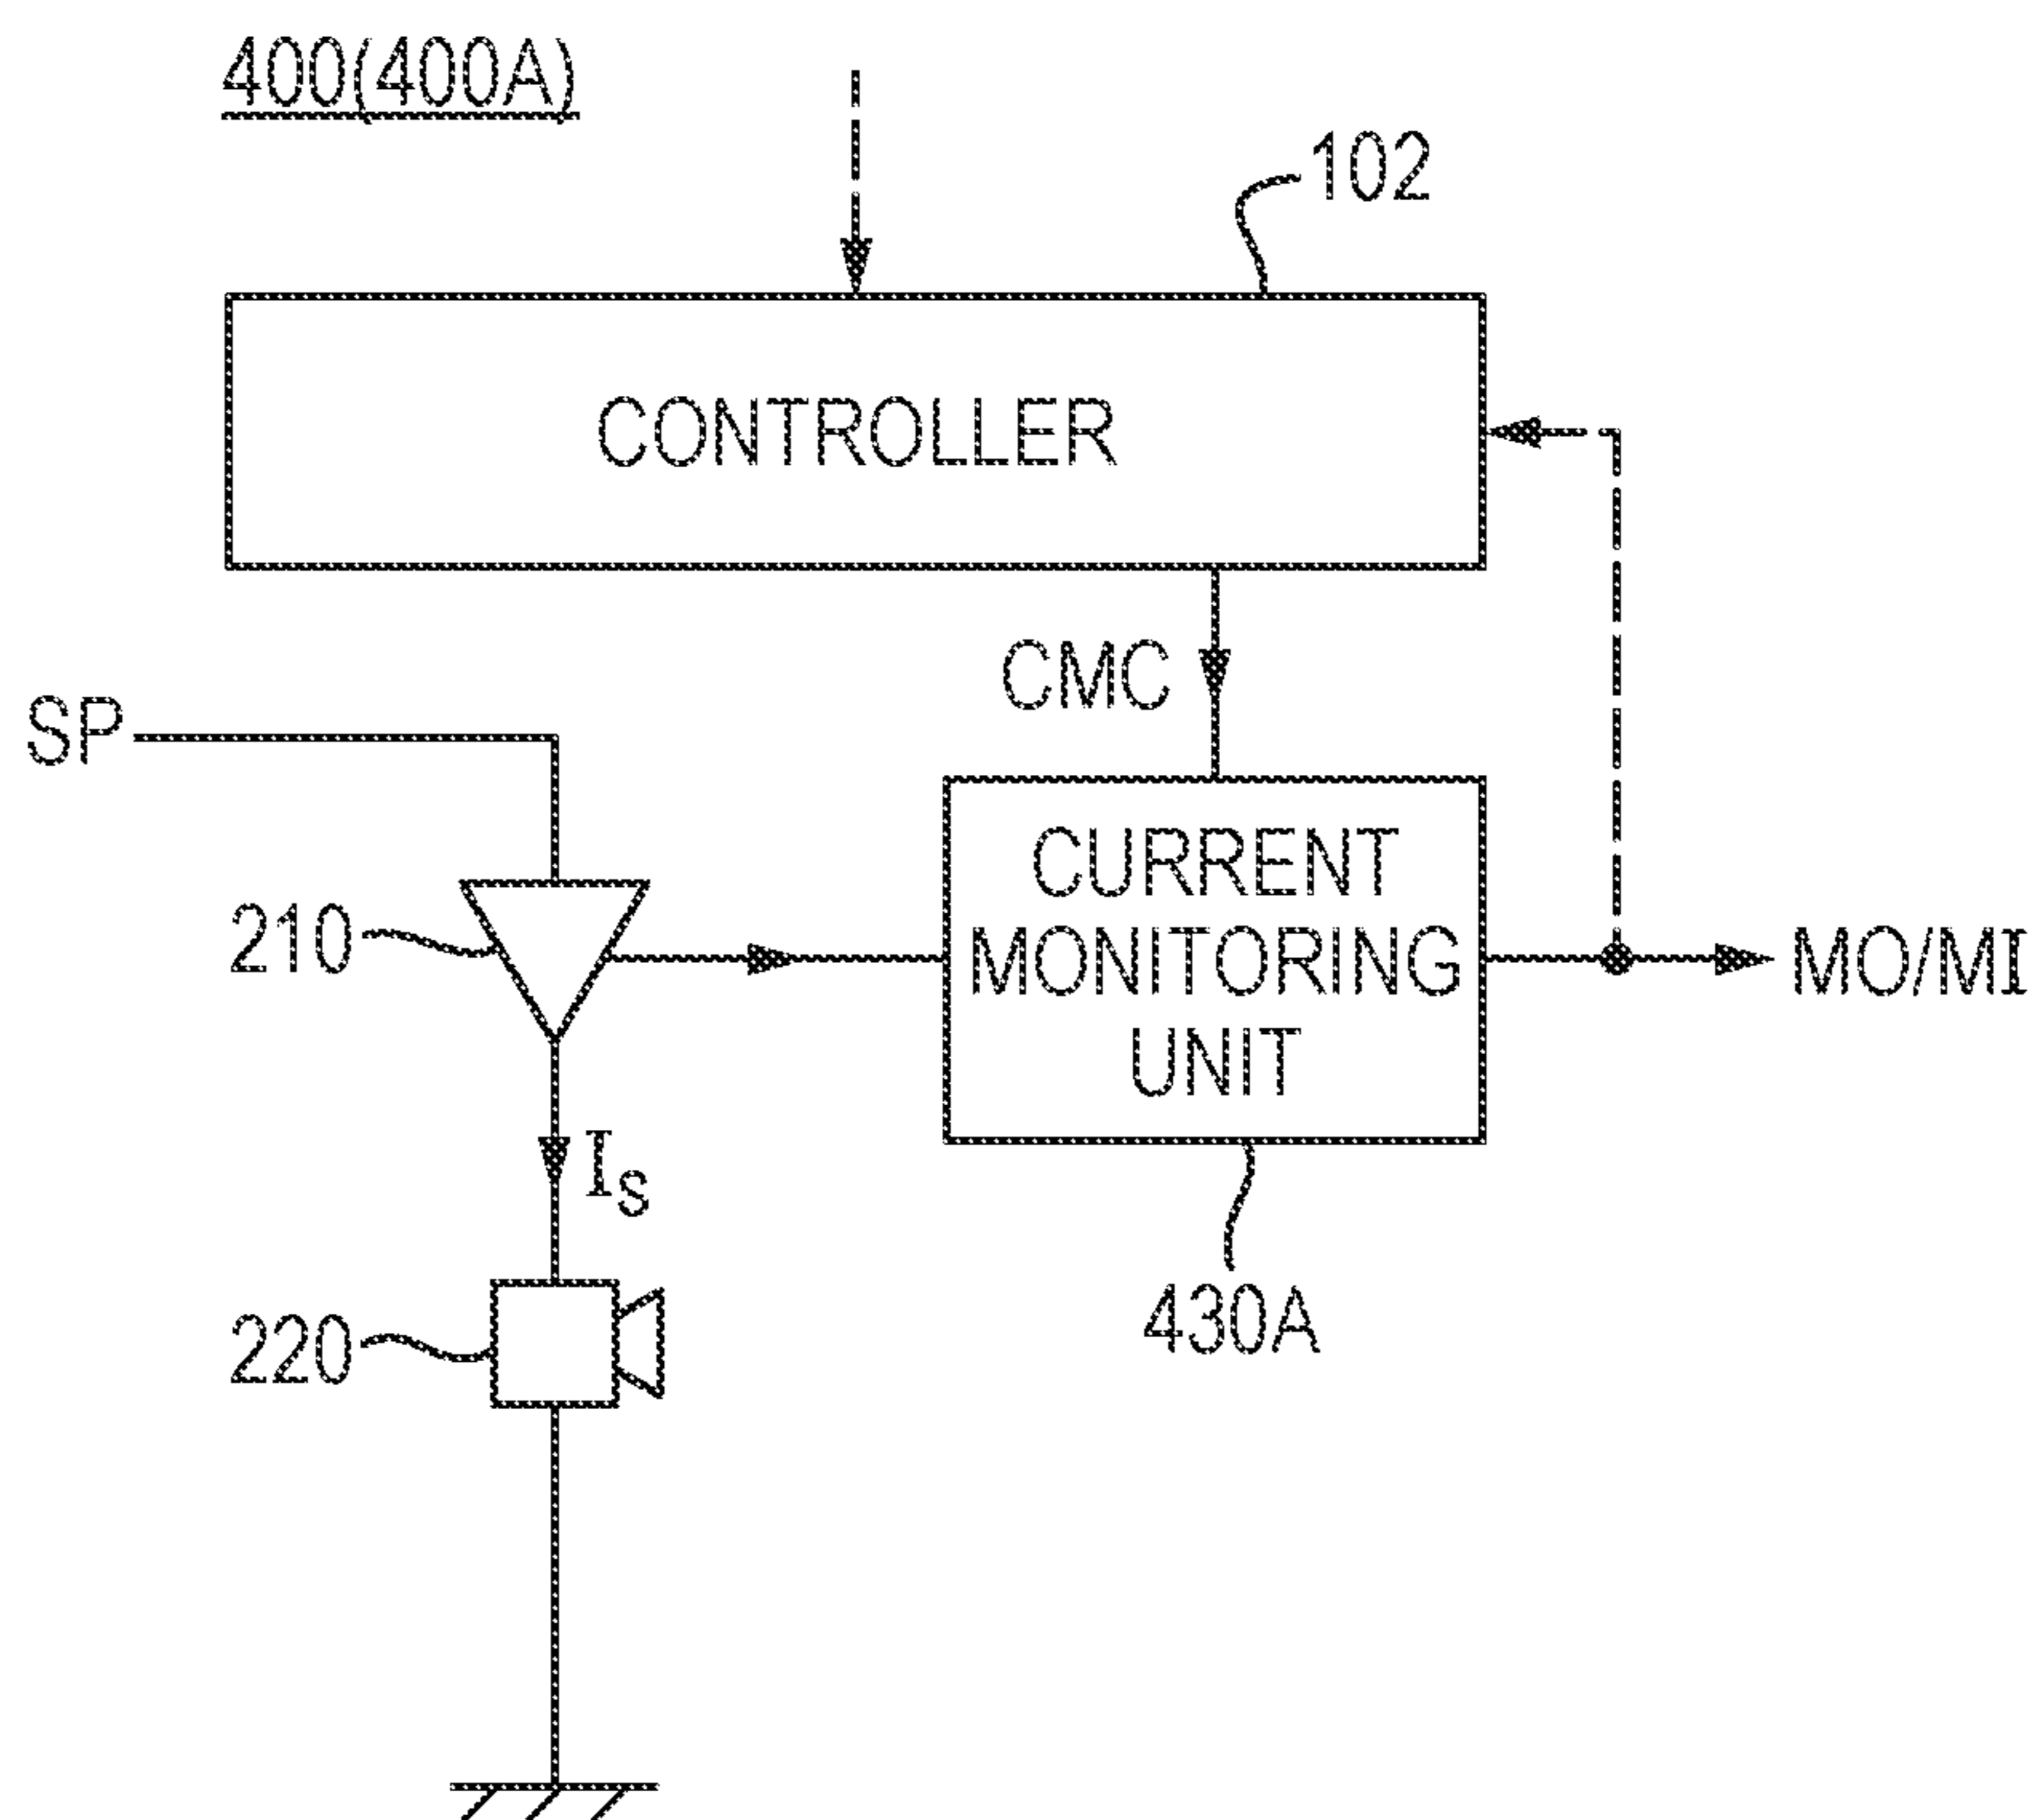 400(400A)
102
CONTROLLER
CMC
SP
CURRENT
MONITORING
UNIT
210
MO/MI
IS
220
430A